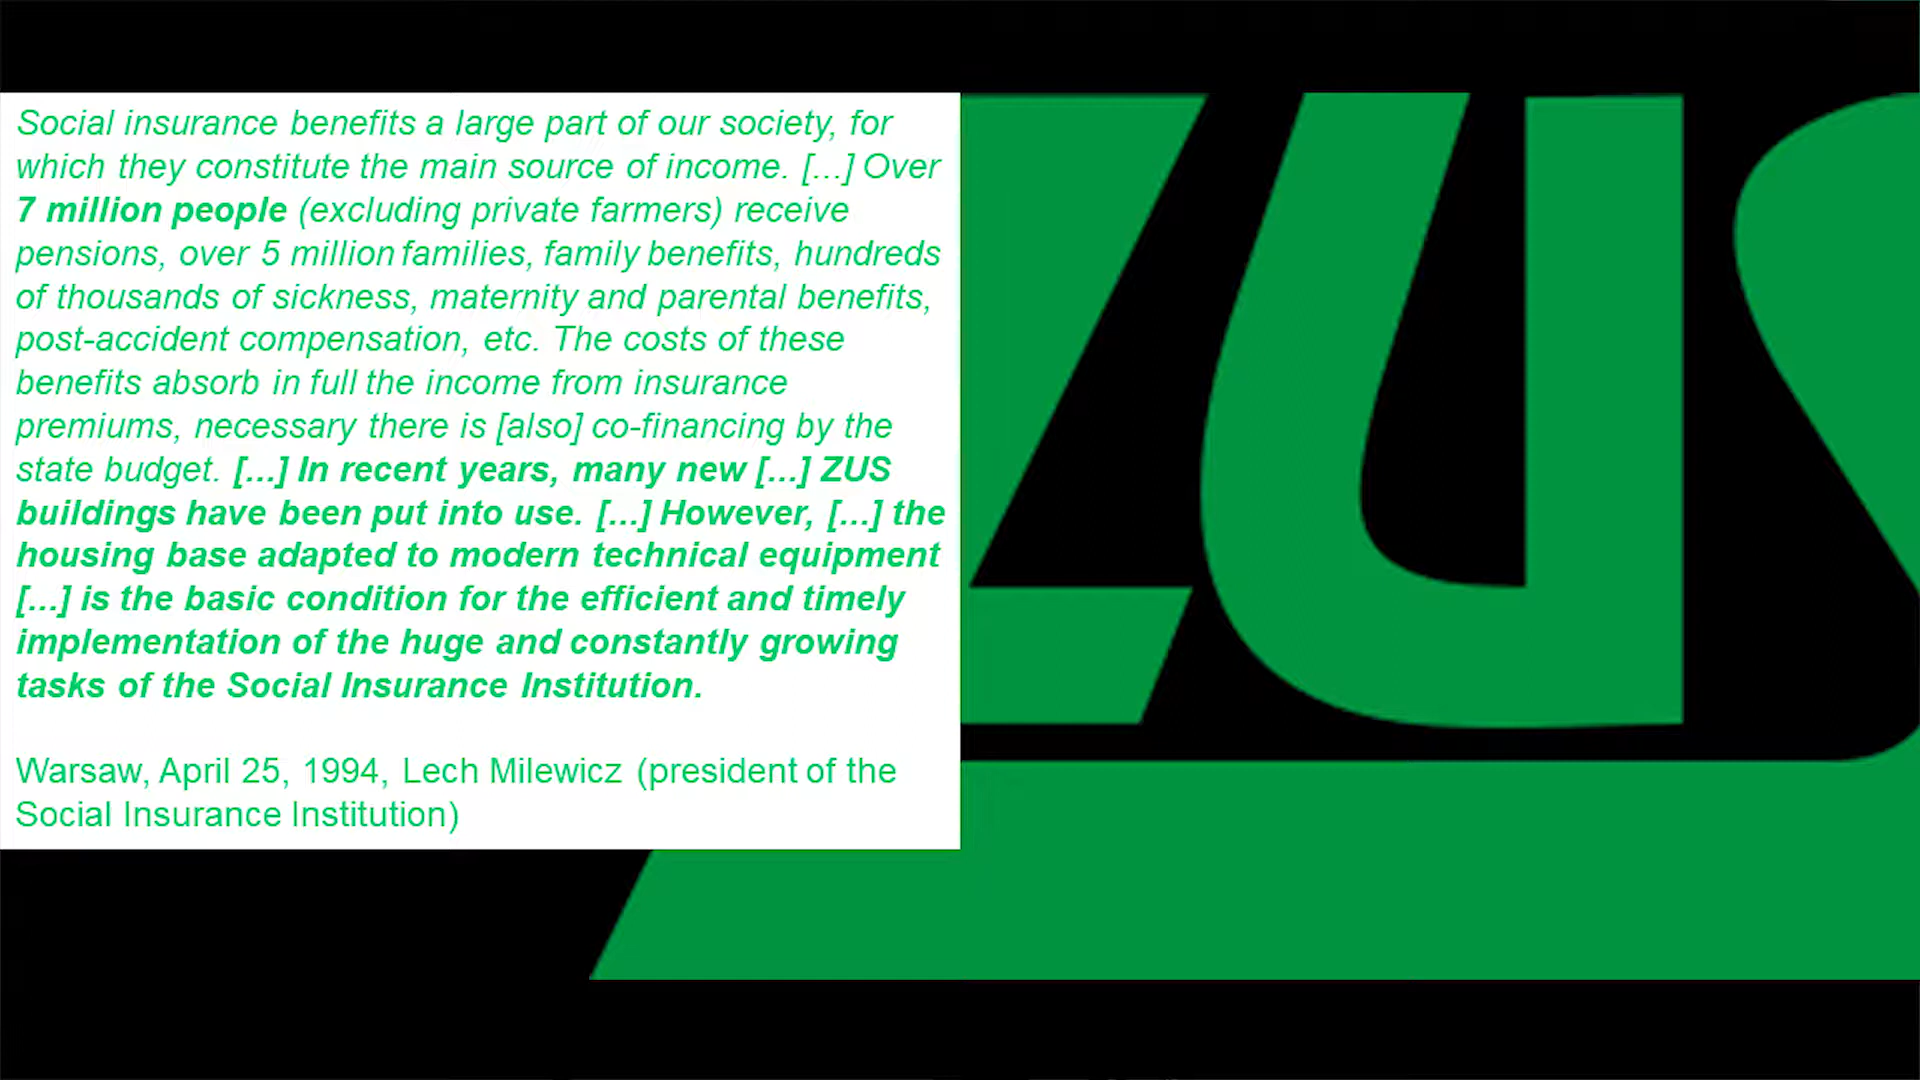 Social insurance benefits a large part of our society, for
which they constitute the main source of income. [...] Over
7 million people (excluding private farmers) receive
pensions, over 5 million families, family benefits, hundreds
of thousands of sickness, maternity and parental benefits,
post-accident compensation, etc. The costs of these
benefits absorb in full the income from insurance
premiums, necessary there is [also] co-financing by the
state budget. [...] In recent years, many new [...] ZUS
buildings have been put into use. [...] However, [...] the
housing base adapted to modern technical equipment
[...] is the basic condition for the efficient and timely
implementation of the huge and constantly growing
tasks of the Social Insurance Institution.
Warsaw, April 25, 1994, Lech Milewicz (president of the
Social Insurance Institution)
ZUS